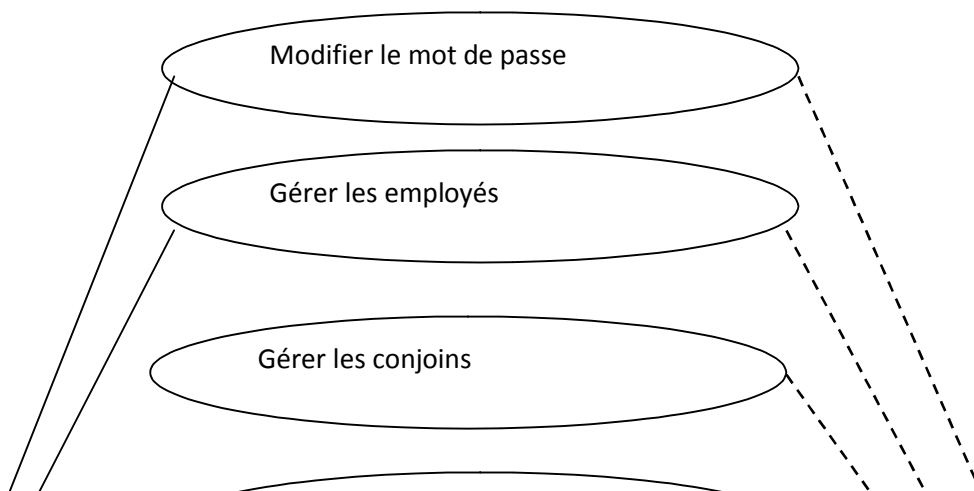 Modifier le mot de passe
Gérer les employés
Gérer les conjoins